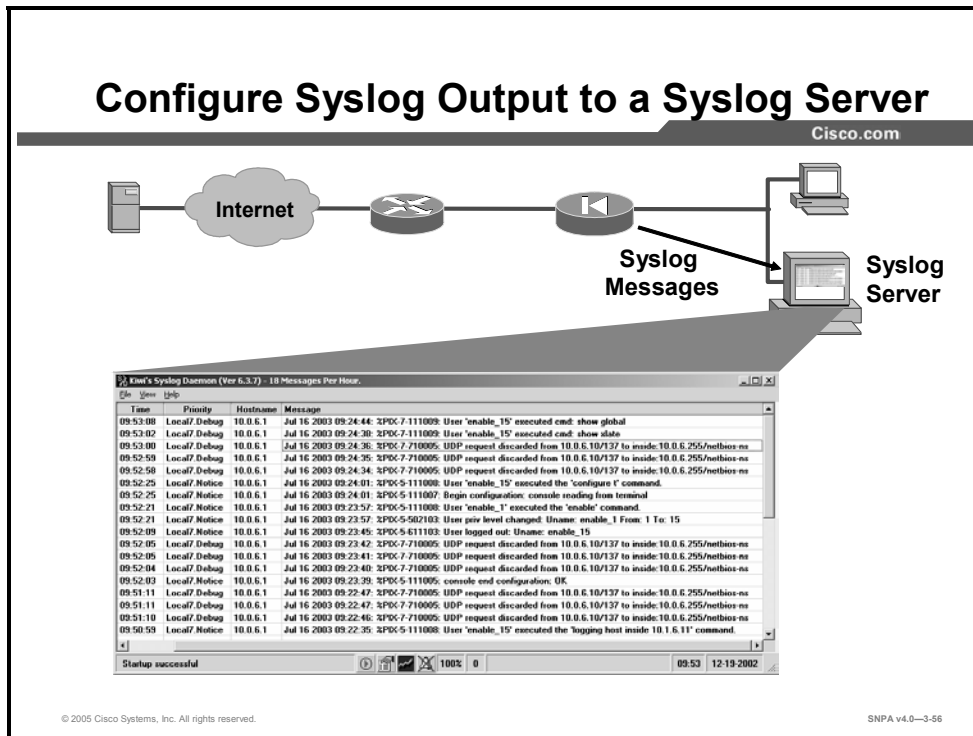 Configure Syslog Output to a Syslog Server
Cisco.com
Internet
Syslog
Messages
Syslog
Server
Kiwi's Syslog Daemon (Ver 6.3.7) - 18 Messages Per Hour.
File View Help
Time Priority Hostname Message
09:53:08 Local7.Debug 10.0.6.1 Jul 16 2003 09:24:44: %PIX-7-111009: User 'enable_15' executed cmd: show global
09:53:02 Local7.Debug 10.0.6.1 Jul 16 2003 09:24:38: %PIX-7-111009: User 'enable_15' executed cmd: show xlate
09:53:00 Local7.Debug 10.0.6.1 Jul 16 2003 09:24:36: %PIX-7-710005: UDP request discarded from 10.0.6.10/137 to inside:10.0.6.255/netbios-ns
09:52:59 Local7.Debug 10.0.6.1 Jul 16 2003 09:24:35: %PIX-7-710005: UDP request discarded from 10.0.6.10/137 to inside:10.0.6.255/netbios-ns
09:52:58 Local7.Debug 10.0.6.1 Jul 16 2003 09:24:34: %PIX-7-710005: UDP request discarded from 10.0.6.10/137 to inside:10.0.6.255/netbios-ns
09:52:25 Local7.Notice 10.0.6.1 Jul 16 2003 09:24:01: %PIX-5-111008: User 'enable_15' executed the 'configure t' command.
09:52:25 Local7.Notice 10.0.6.1 Jul 16 2003 09:24:01: %PIX-5-111007: Begin configuration: console reading from terminal
09:52:21 Local7.Notice 10.0.6.1 Jul 16 2003 09:23:57: %PIX-5-111008: User 'enable_1' executed the 'enable' command.
09:52:21 Local7.Notice 10.0.6.1 Jul 16 2003 09:23:57: %PIX-5-502103: User priv level changed: Uname: enable_1 From: 1 To: 15
09:52:09 Local7.Notice 10.0.6.1 Jul 16 2003 09:23:45: %PIX-5-611103: User logged out: Uname: enable_15
09:52:05 Local7.Debug 10.0.6.1 Jul 16 2003 09:23:42: %PIX-7-710005: UDP request discarded from 10.0.6.10/137 to inside:10.0.6.255/netbios-ns
09:52:05 Local7.Debug 10.0.6.1 Jul 16 2003 09:23:41: %PIX-7-710005: UDP request discarded from 10.0.6.10/137 to inside:10.0.6.255/netbios-ns
09:52:04 Local7.Debug 10.0.6.1 Jul 16 2003 09:23:40: %PIX-7-710005: UDP request discarded from 10.0.6.10/137 to inside:10.0.6.255/netbios-ns
09:52:03 Local7.Notice 10.0.6.1 Jul 16 2003 09:23:39: %PIX-5-111005: console end configuration: OK
09:51:11 Local7.Debug 10.0.6.1 Jul 16 2003 09:22:47: %PIX-7-710005: UDP request discarded from 10.0.6.10/137 to inside:10.0.6.255/netbios-ns
09:51:11 Local7.Debug 10.0.6.1 Jul 16 2003 09:22:47: %PIX-7-710005: UDP request discarded from 10.0.6.10/137 to inside:10.0.6.255/netbios-ns
09:51:10 Local7.Debug 10.0.6.1 Jul 16 2003 09:22:46: %PIX-7-710005: UDP request discarded from 10.0.6.10/137 to inside:10.0.6.255/netbios-ns
09:50:59 Local7.Notice 10.0.6.1 Jul 16 2003 09:22:35: %PIX-5-111008: User 'enable_15' executed the 'logging host inside 10.1.6.11' command.
Startup successful 100% 0 09:53 12-19-2002
© 2005 Cisco Systems, Inc. All rights reserved. SNPA v4.0—3-56